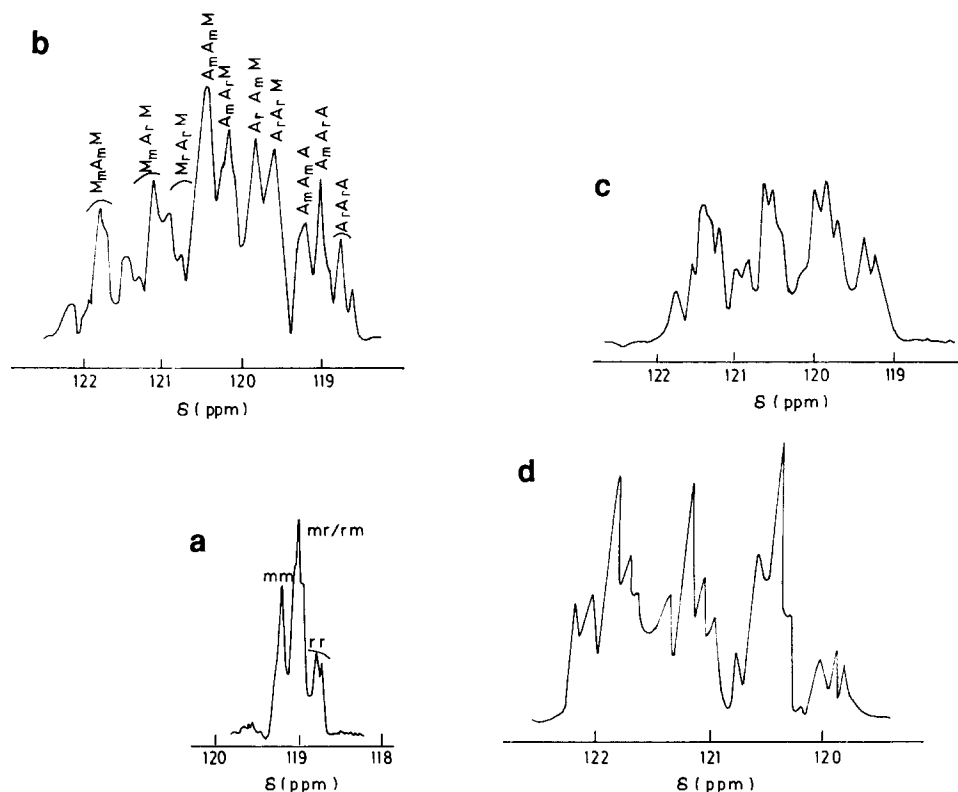 b
MmAmM
MmArM
MrArM
AmAmM
AmArM
ArAmM
ArArM
AmAmA
AmArA
ArArA
122 121 120 119
δ (ppm)
c
122 121 120 119
δ (ppm)
a
mm
mr/rm
rr
120 119 118
δ (ppm)
d
122 121 120
δ (ppm)